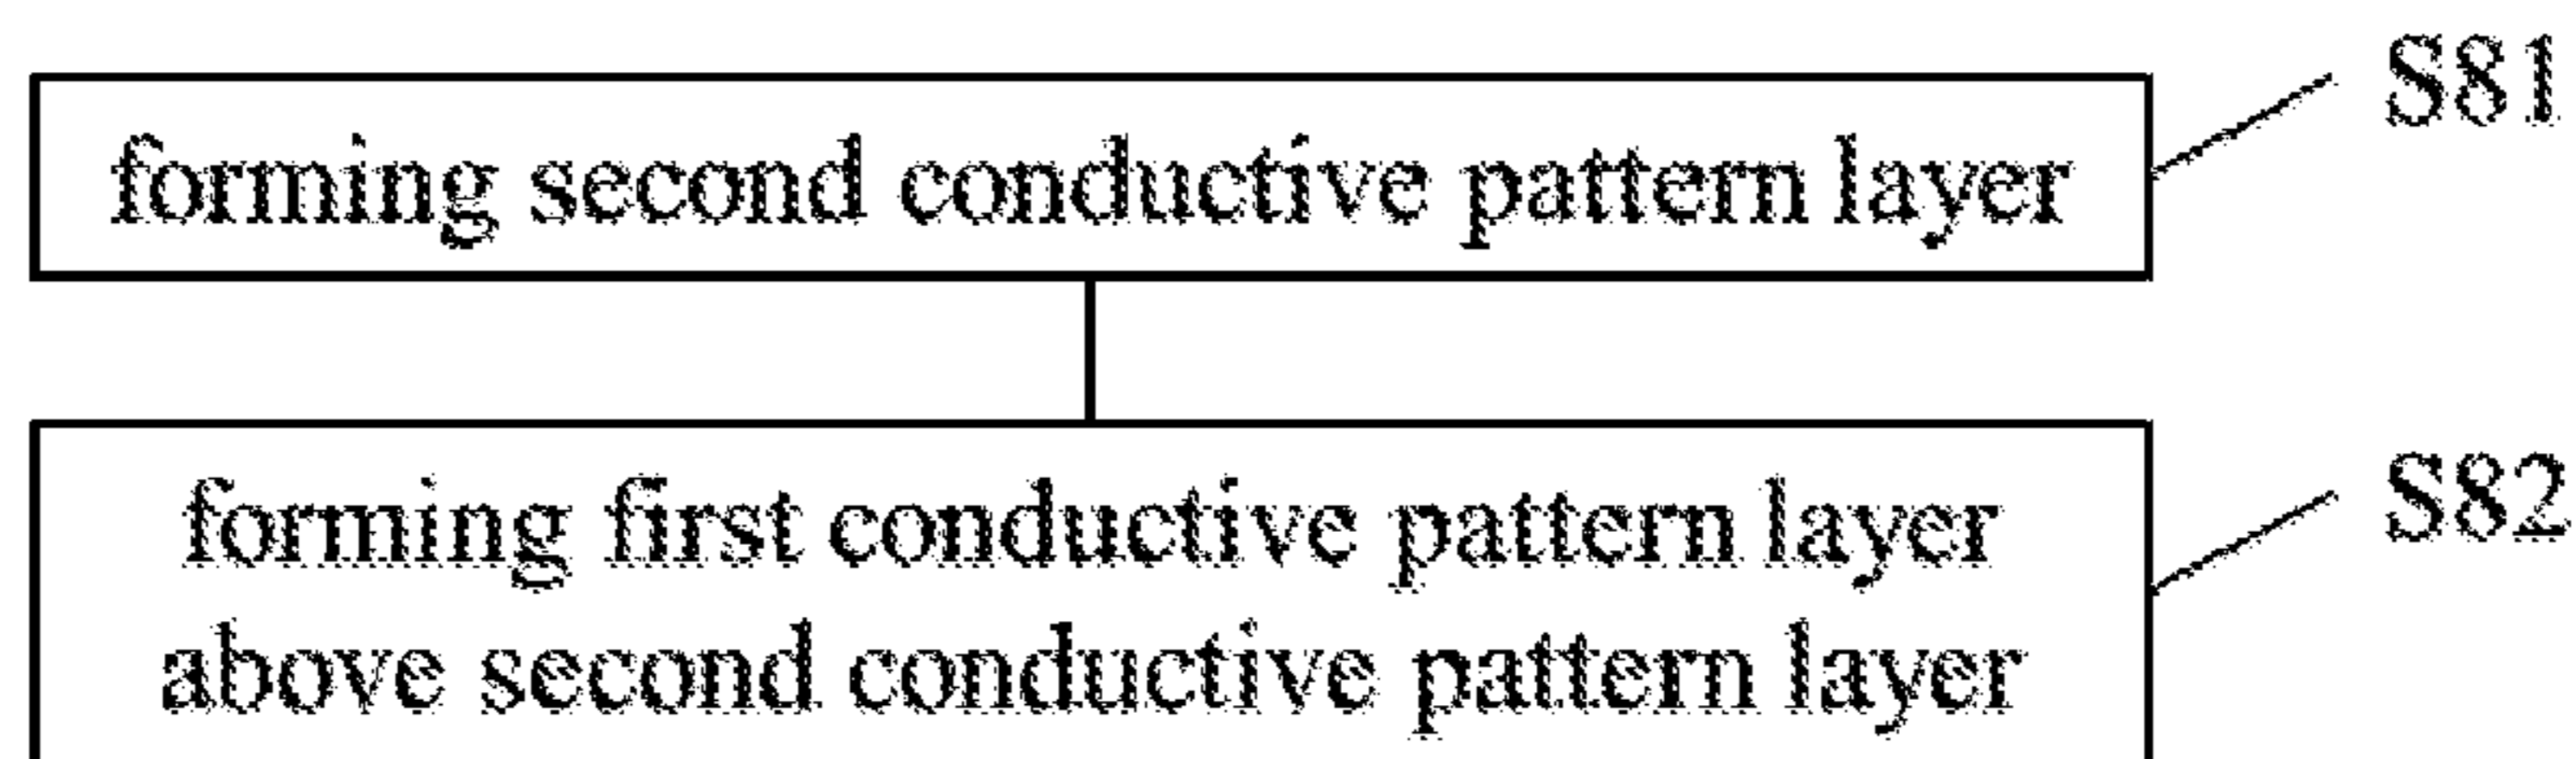 S81
forming second conductive pattern layer
S82
forming first conductive pattern layer
above second conductive pattern layer